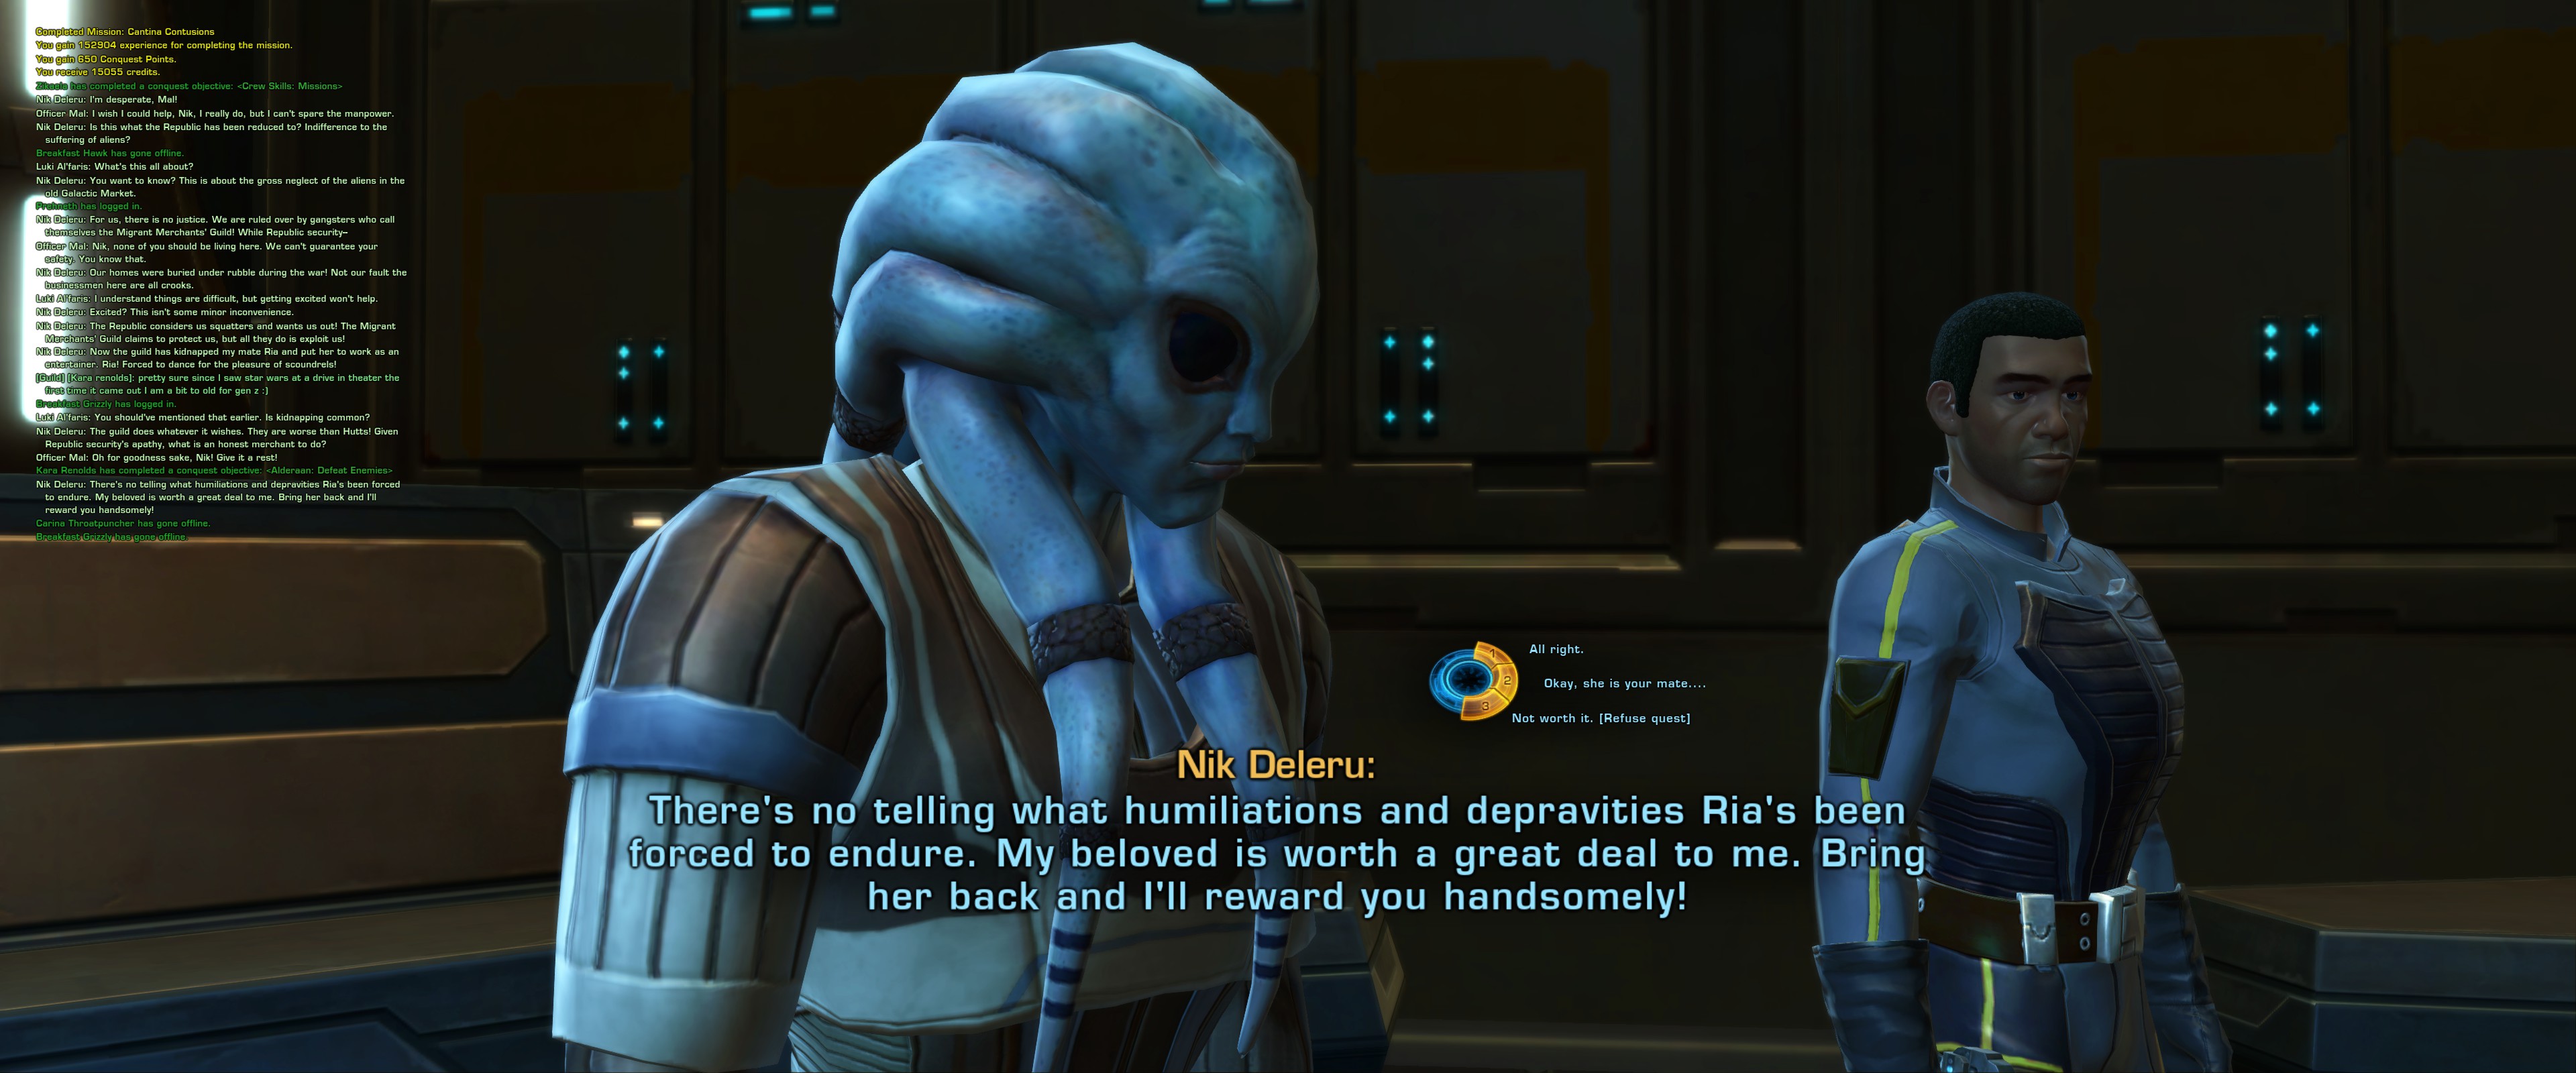 Completed Mission: Cantina Contusions
You gain 152904 experience for completing the mission.
You gain 650 Conquest Points.
You receive 15055 credits.
has completed a conquest objective: <Crew Skills: Missions>
Nik Deleru: I'm desperate, Mal!
Officer Mal: I wish I could help, Nik, I really do, but I can't spare the manpower.
Nik Deleru: Is this what the Republic has been reduced to? Indifference to the
suffering of aliens?
Breakfast Hawk has gone offline.
Luki Al'faris: What's this all about?
Nik Deleru: You want to know? This is about the gross neglect of the aliens in the
old Galactic Market.
has logged in.
Nik Deleru: For us, there is no justice. We are ruled over by gangsters who call
themselves the Migrant Merchants' Guild! While Republic security—
Officer Mal: Nik, none of you should be living here. We can't guarantee your
safety. You know that.
Nik Deleru: Our homes were buried under rubble during the war! Not our fault the
businessmen here are all crooks.
Luki Al'faris: I understand things are difficult, but getting excited won't help.
Nik Deleru: Excited? This isn't some minor inconvenience.
Nik Deleru: The Republic considers us squatters and wants us out! The Migrant
Merchants' Guild claims to protect us, but all they do is exploit us!
Nik Deleru: Now the guild has kidnapped my mate Ria and put her to work as an
entertainer. Ria! Forced to dance for the pleasure of scoundrels!
[Guild] [Kara renolds]: pretty sure since I saw star wars at a drive in theater the
first time it came out I am a bit to old for gen z :)
Breakfast Grizzly has logged in.
Luki Al'faris: You should've mentioned that earlier. Is kidnapping common?
Nik Deleru: The guild does whatever it wishes. They are worse than Hutts! Given
Republic security's apathy, what is an honest merchant to do?
Officer Mal: Oh for goodness sake, Nik! Give it a rest!
Kara Renolds has completed a conquest objective: <Alderaan: Defeat Enemies>
Nik Deleru: There's no telling what humiliations and depravities Ria's been forced
to endure. My beloved is worth a great deal to me. Bring her back and I'll
reward you handsomely!
Carina Throatpuncher has gone offline.
Breakfast Grizzly has gone offline.
1 All right.
2 Okay, she is your mate....
3 Not worth it. [Refuse quest]
Nik Deleru:
There's no telling what humiliations and depravities Ria's been
forced to endure. My beloved is worth a great deal to me. Bring
her back and I'll reward you handsomely!